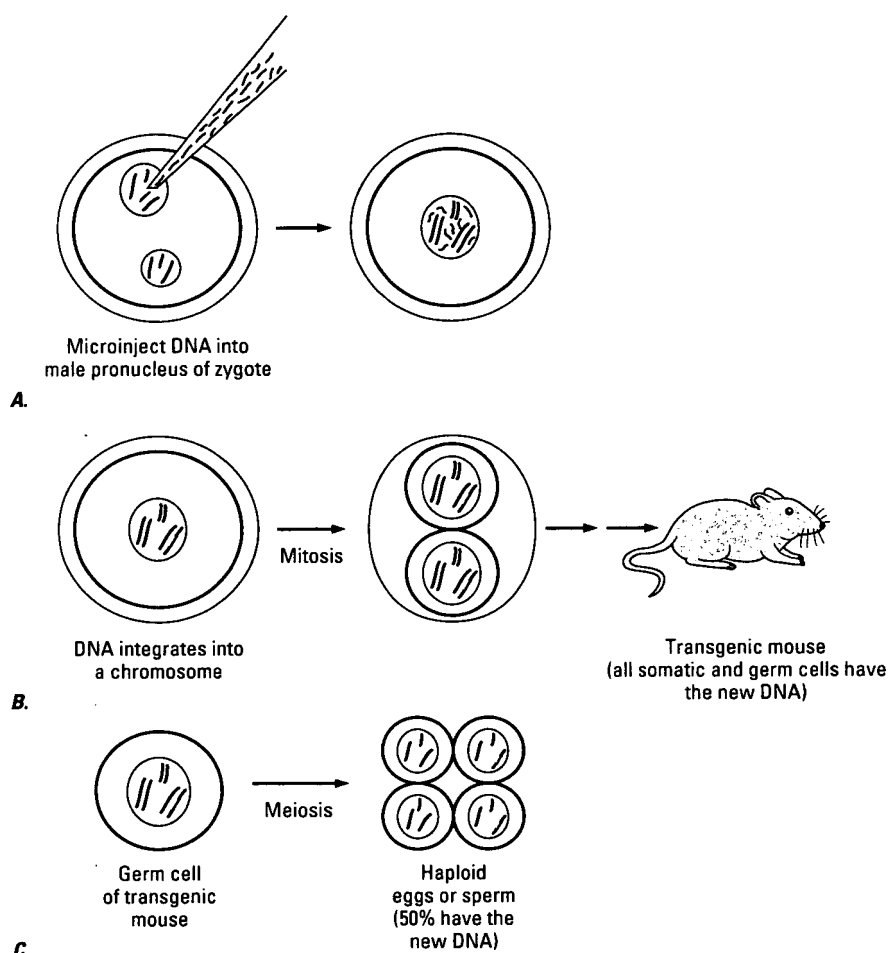 Microinject DNA into
male pronucleus of zygote
A.
Mitosis
DNA integrates into
a chromosome
Transgenic mouse
(all somatic and germ cells have
the new DNA)
B.
Meiosis
Germ cell
of transgenic
mouse
Haploid
eggs or sperm
(50% have the
new DNA)
C.